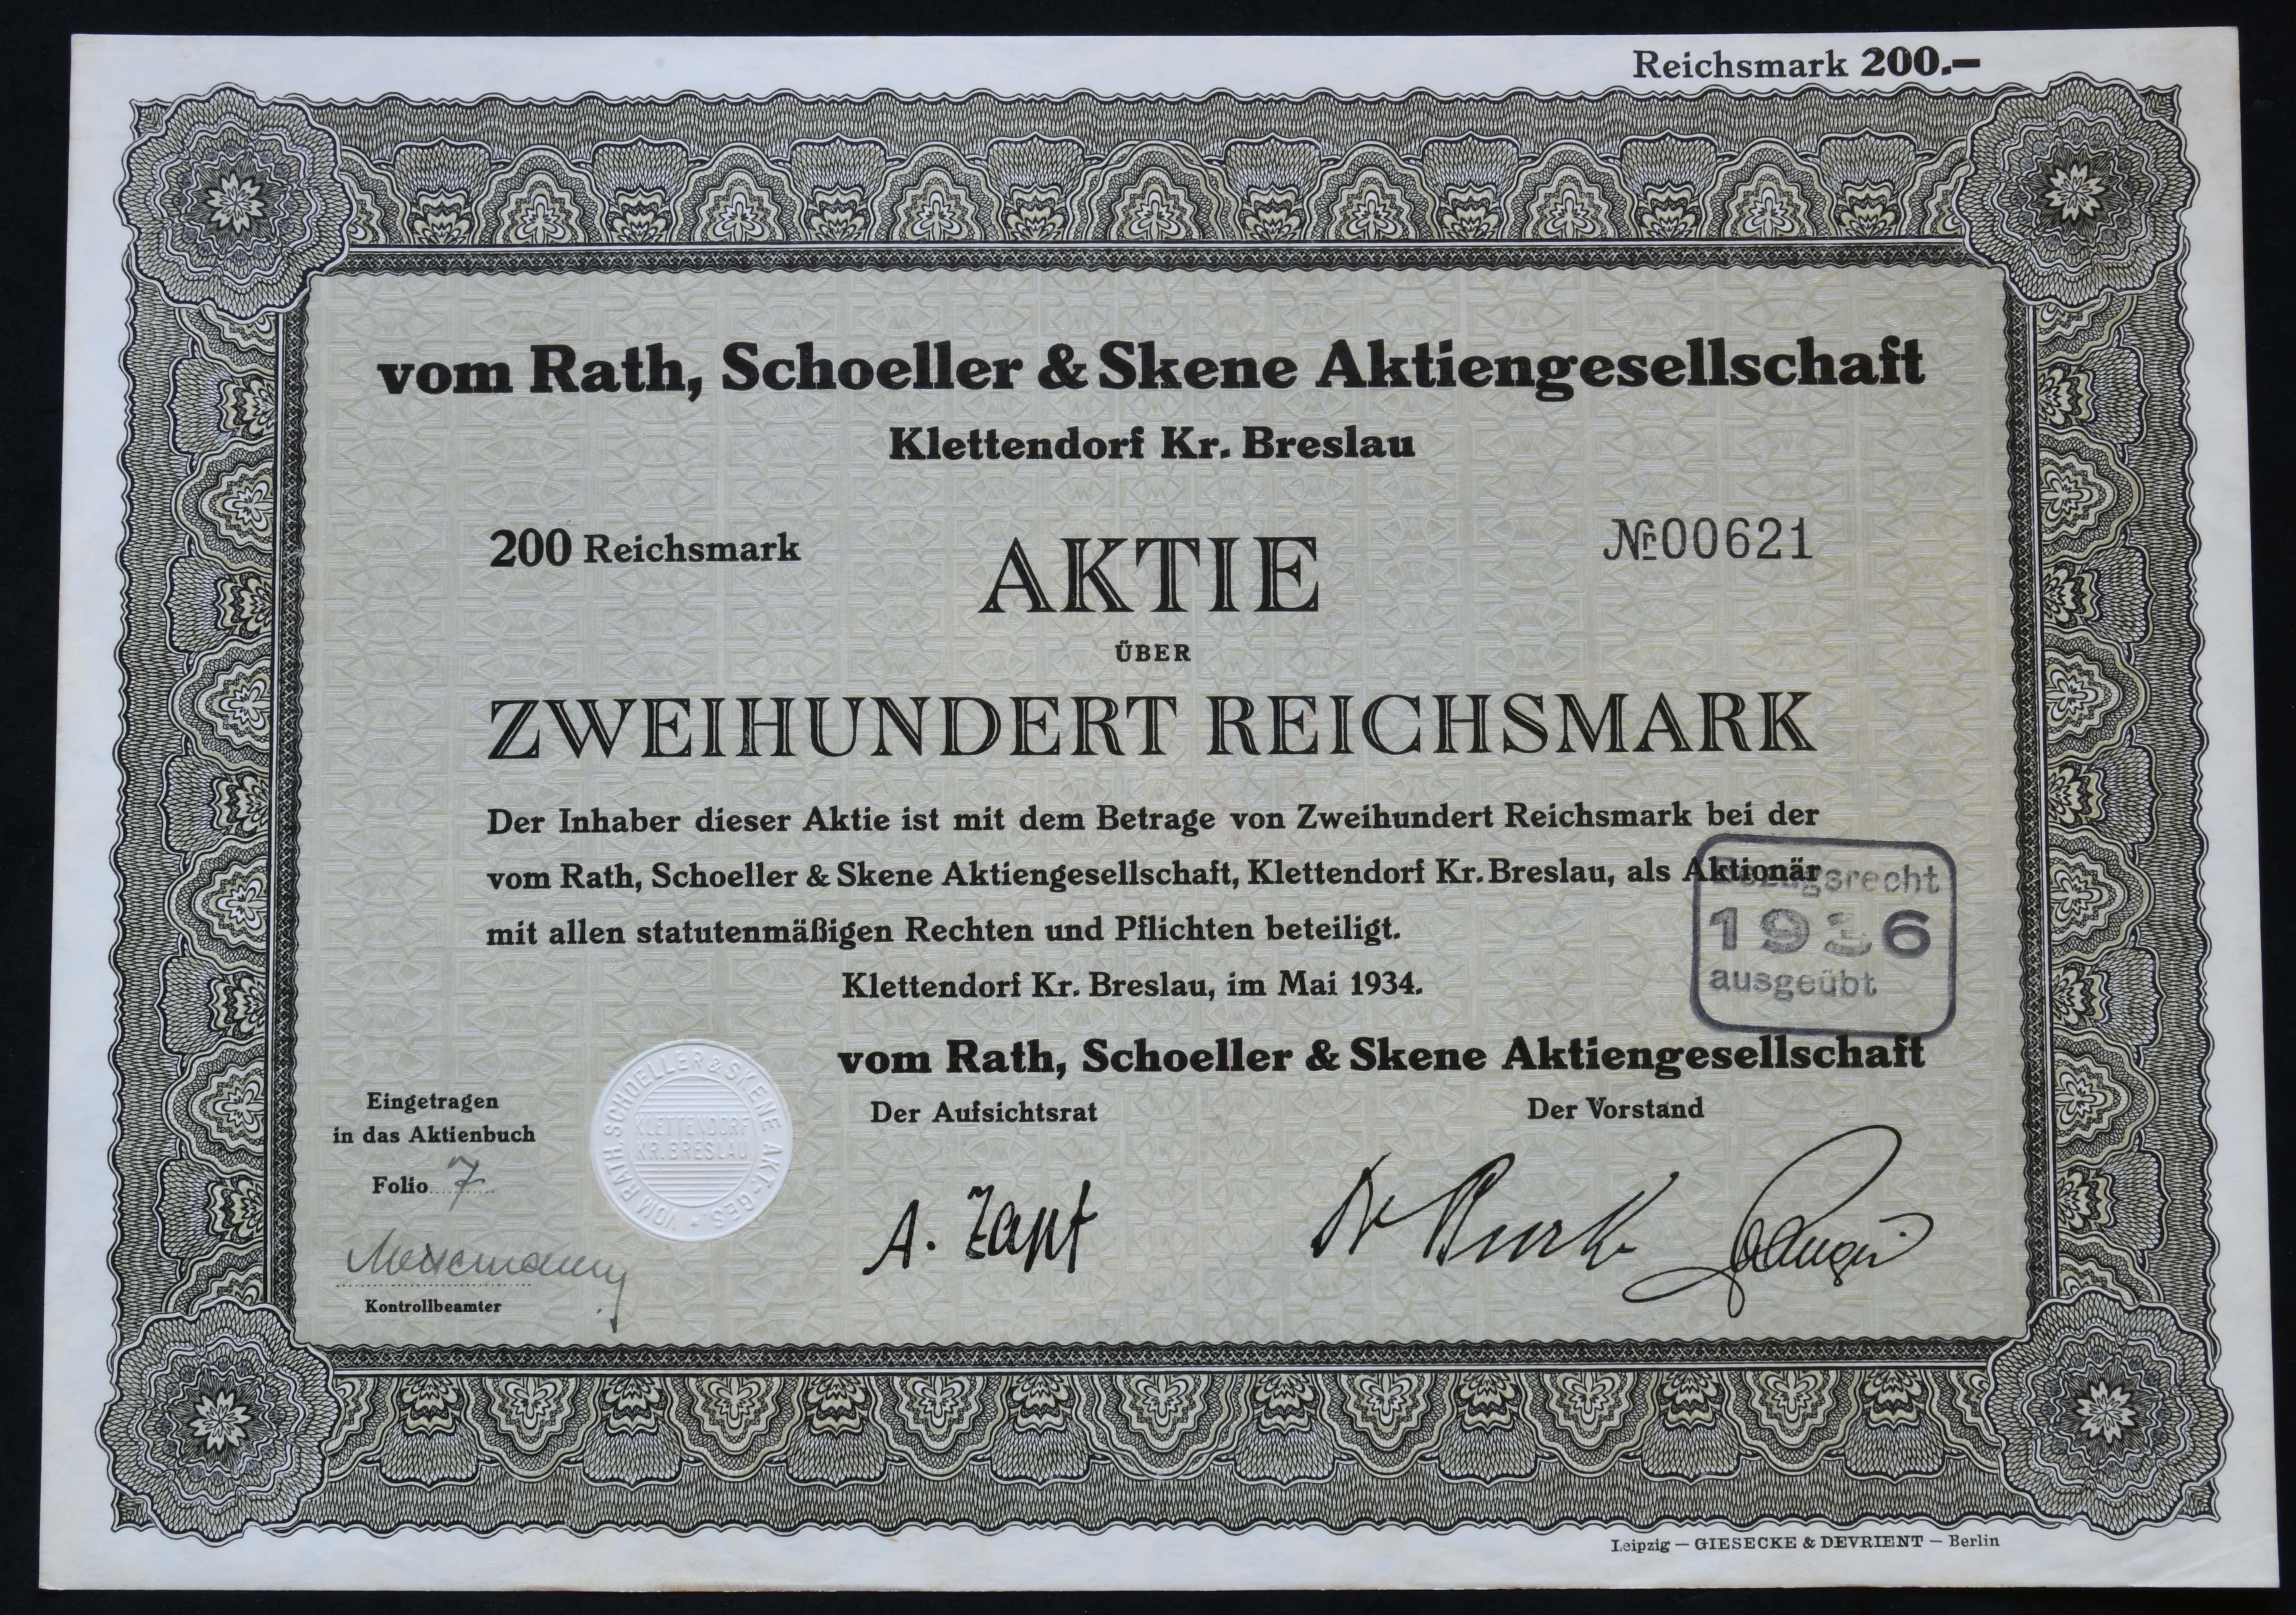 Reichsmark 200.–
vom Rath, Schoeller & Skene Aktiengesellschaft
Klettendorf Kr. Breslau
200 Reichsmark
AKTIE
Nr 00621
ÜBER
ZWEIHUNDERT REICHSMARK
Der Inhaber dieser Aktie ist mit dem Betrage von Zweihundert Reichsmark bei der
vom Rath, Schoeller & Skene Aktiengesellschaft, Klettendorf Kr. Breslau, als Aktionär
mit allen statutenmäßigen Rechten und Pflichten beteiligt.
Bezugsrecht
1936
ausgeübt
Klettendorf Kr. Breslau, im Mai 1934.
vom Rath, Schoeller & Skene Aktiengesellschaft
Der Aufsichtsrat
Der Vorstand
Eingetragen
in das Aktienbuch
Folio 7
Kontrollbeamter
VOM RATH, SCHOELLER & SKENE AKT.-GES.
KLETTENDORF
KR. BRESLAU
A. Zapf
Leipzig — GIESECKE & DEVRIENT — Berlin